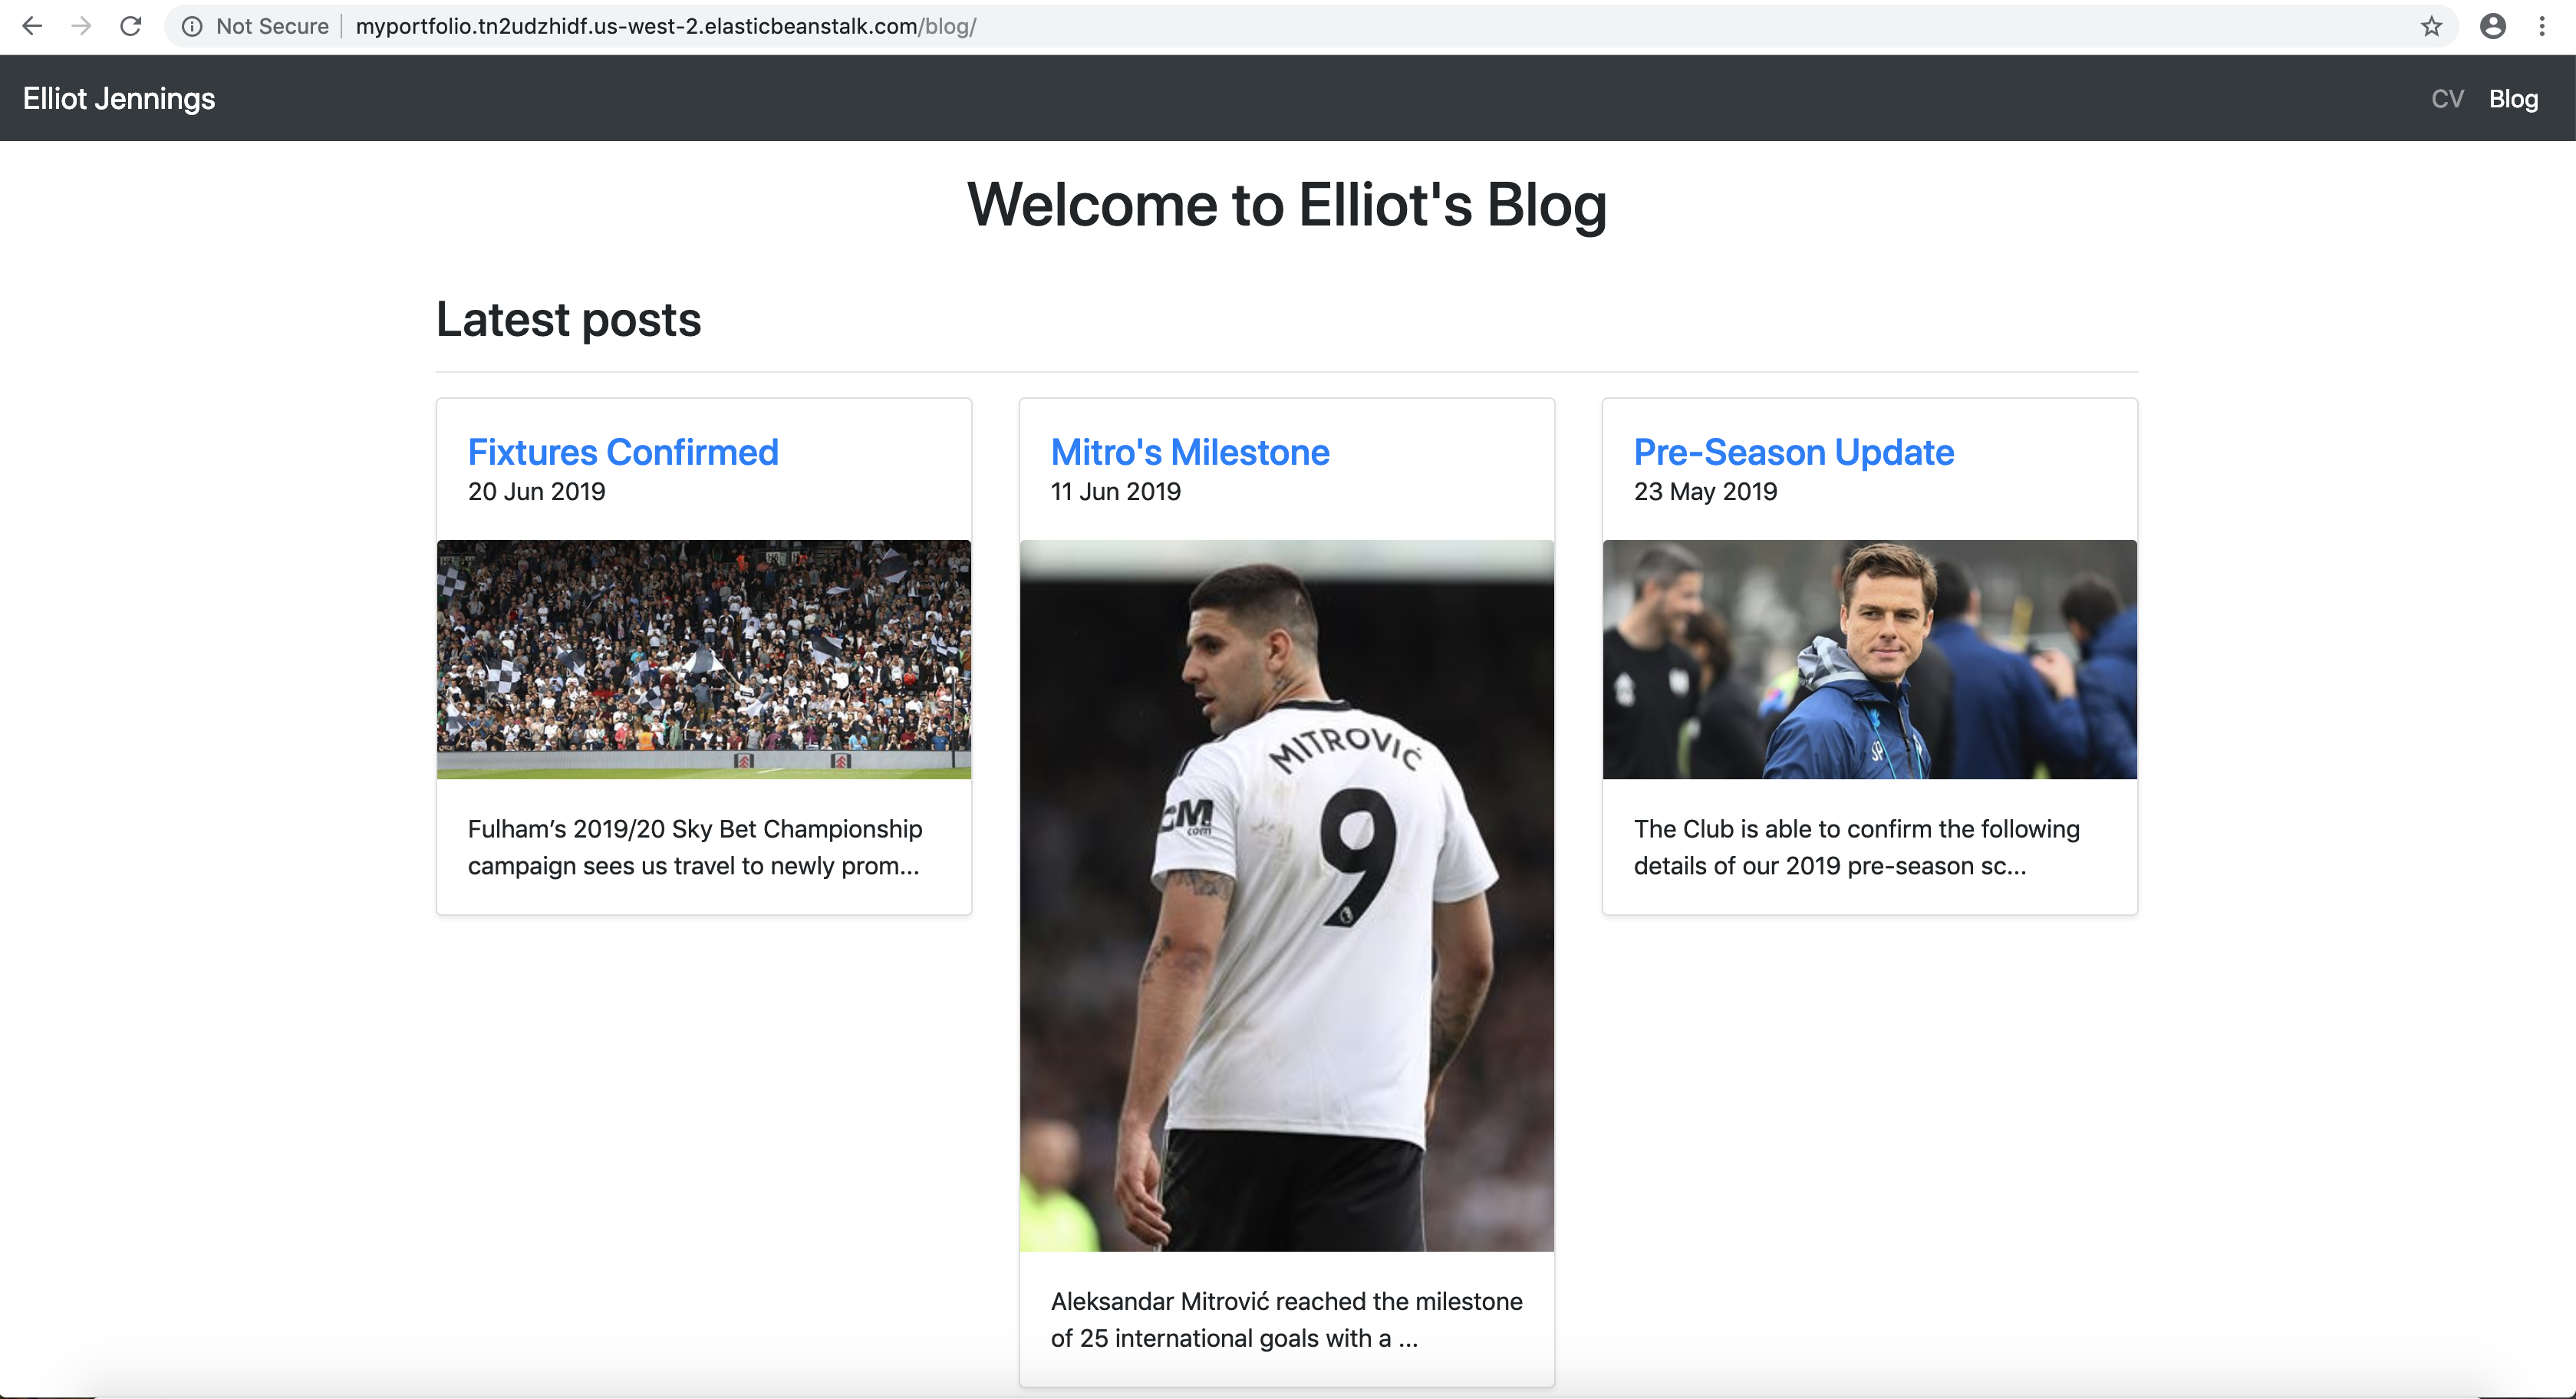 Not Secure | myportfolio.tn2udzhidf.us-west-2.elasticbeanstalk.com/blog/
Elliot Jennings
CV Blog
Welcome to Elliot's Blog
Latest posts
Fixtures Confirmed
20 Jun 2019
Fulham’s 2019/20 Sky Bet Championship
campaign sees us travel to newly prom...
Mitro's Milestone
11 Jun 2019
MITROVIĆ
CM
com
9
Aleksandar Mitrović reached the milestone
of 25 international goals with a ...
Pre-Season Update
23 May 2019
SP
The Club is able to confirm the following
details of our 2019 pre-season sc...